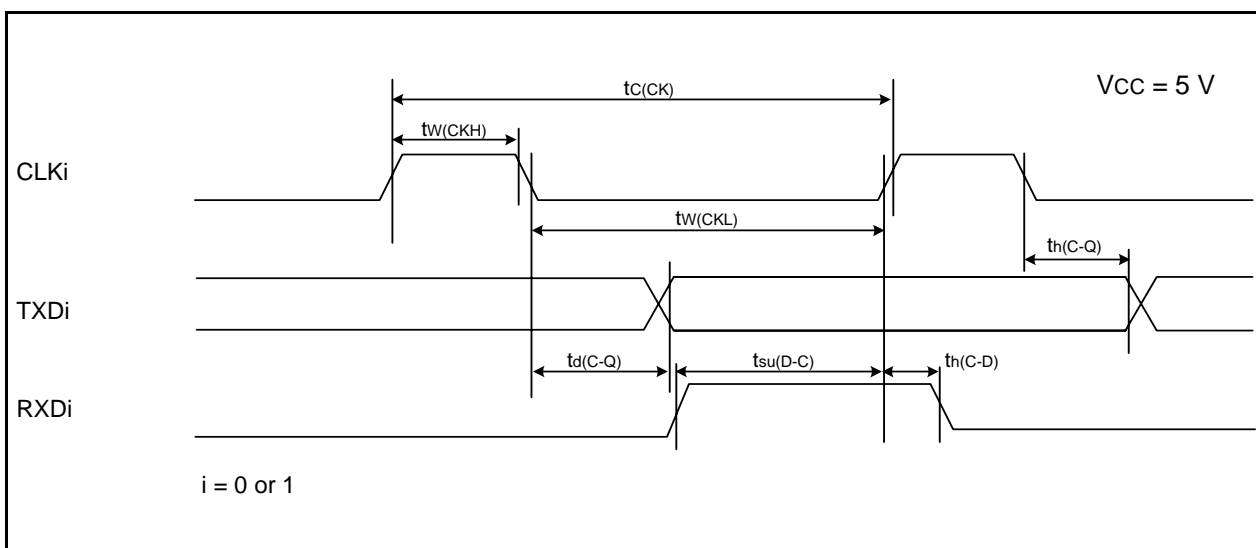 tC(CK)
VCC = 5 V
tW(CKH)
CLKi
tW(CKL)
th(C-Q)
TXDi
td(C-Q)
tsu(D-C)
th(C-D)
RXDi
i = 0 or 1